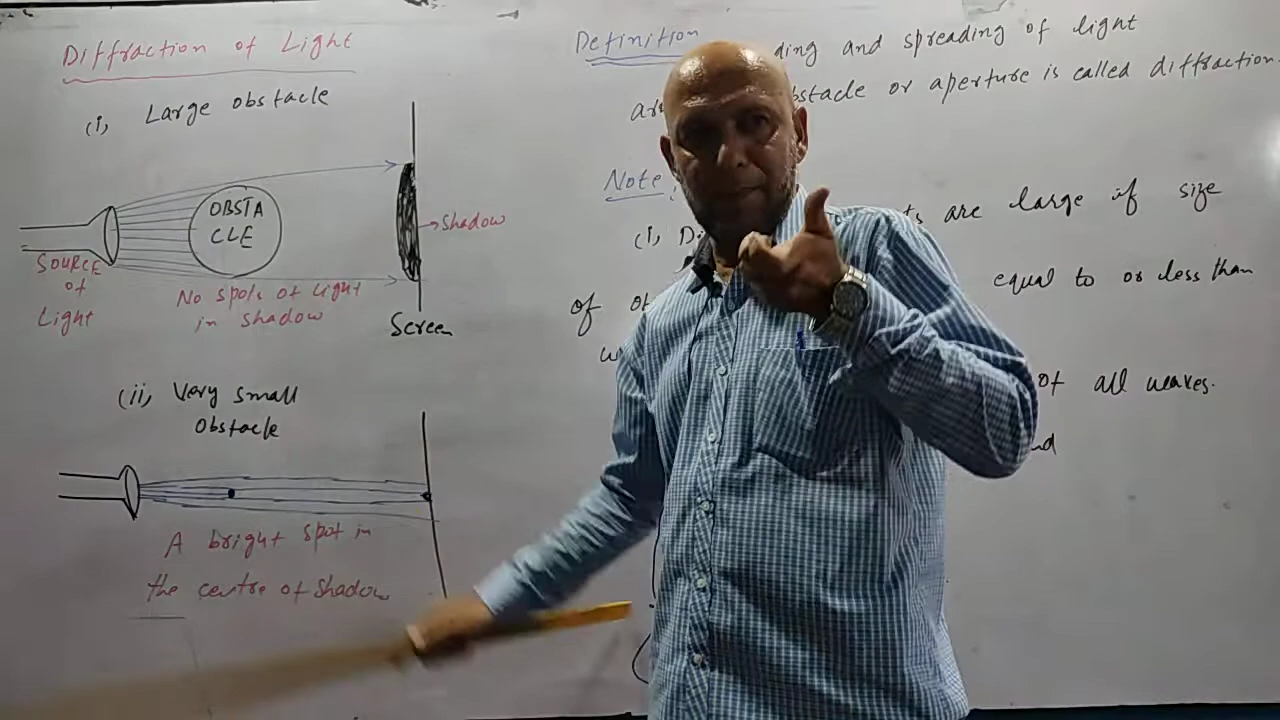 Diffraction of Light
(i, Large obstacle
OBSTA
CLE
→ Shadow
SOURCE
of
Light
No spots of light
in shadow
Screen
(ii, Very small
Obstacle
A bright spot in
the centre of shadow
Definition ding and spreading of light
bstacle or aperture is called diffraction.
Note
(i, are large if size
of equal to or less than
of all waves.